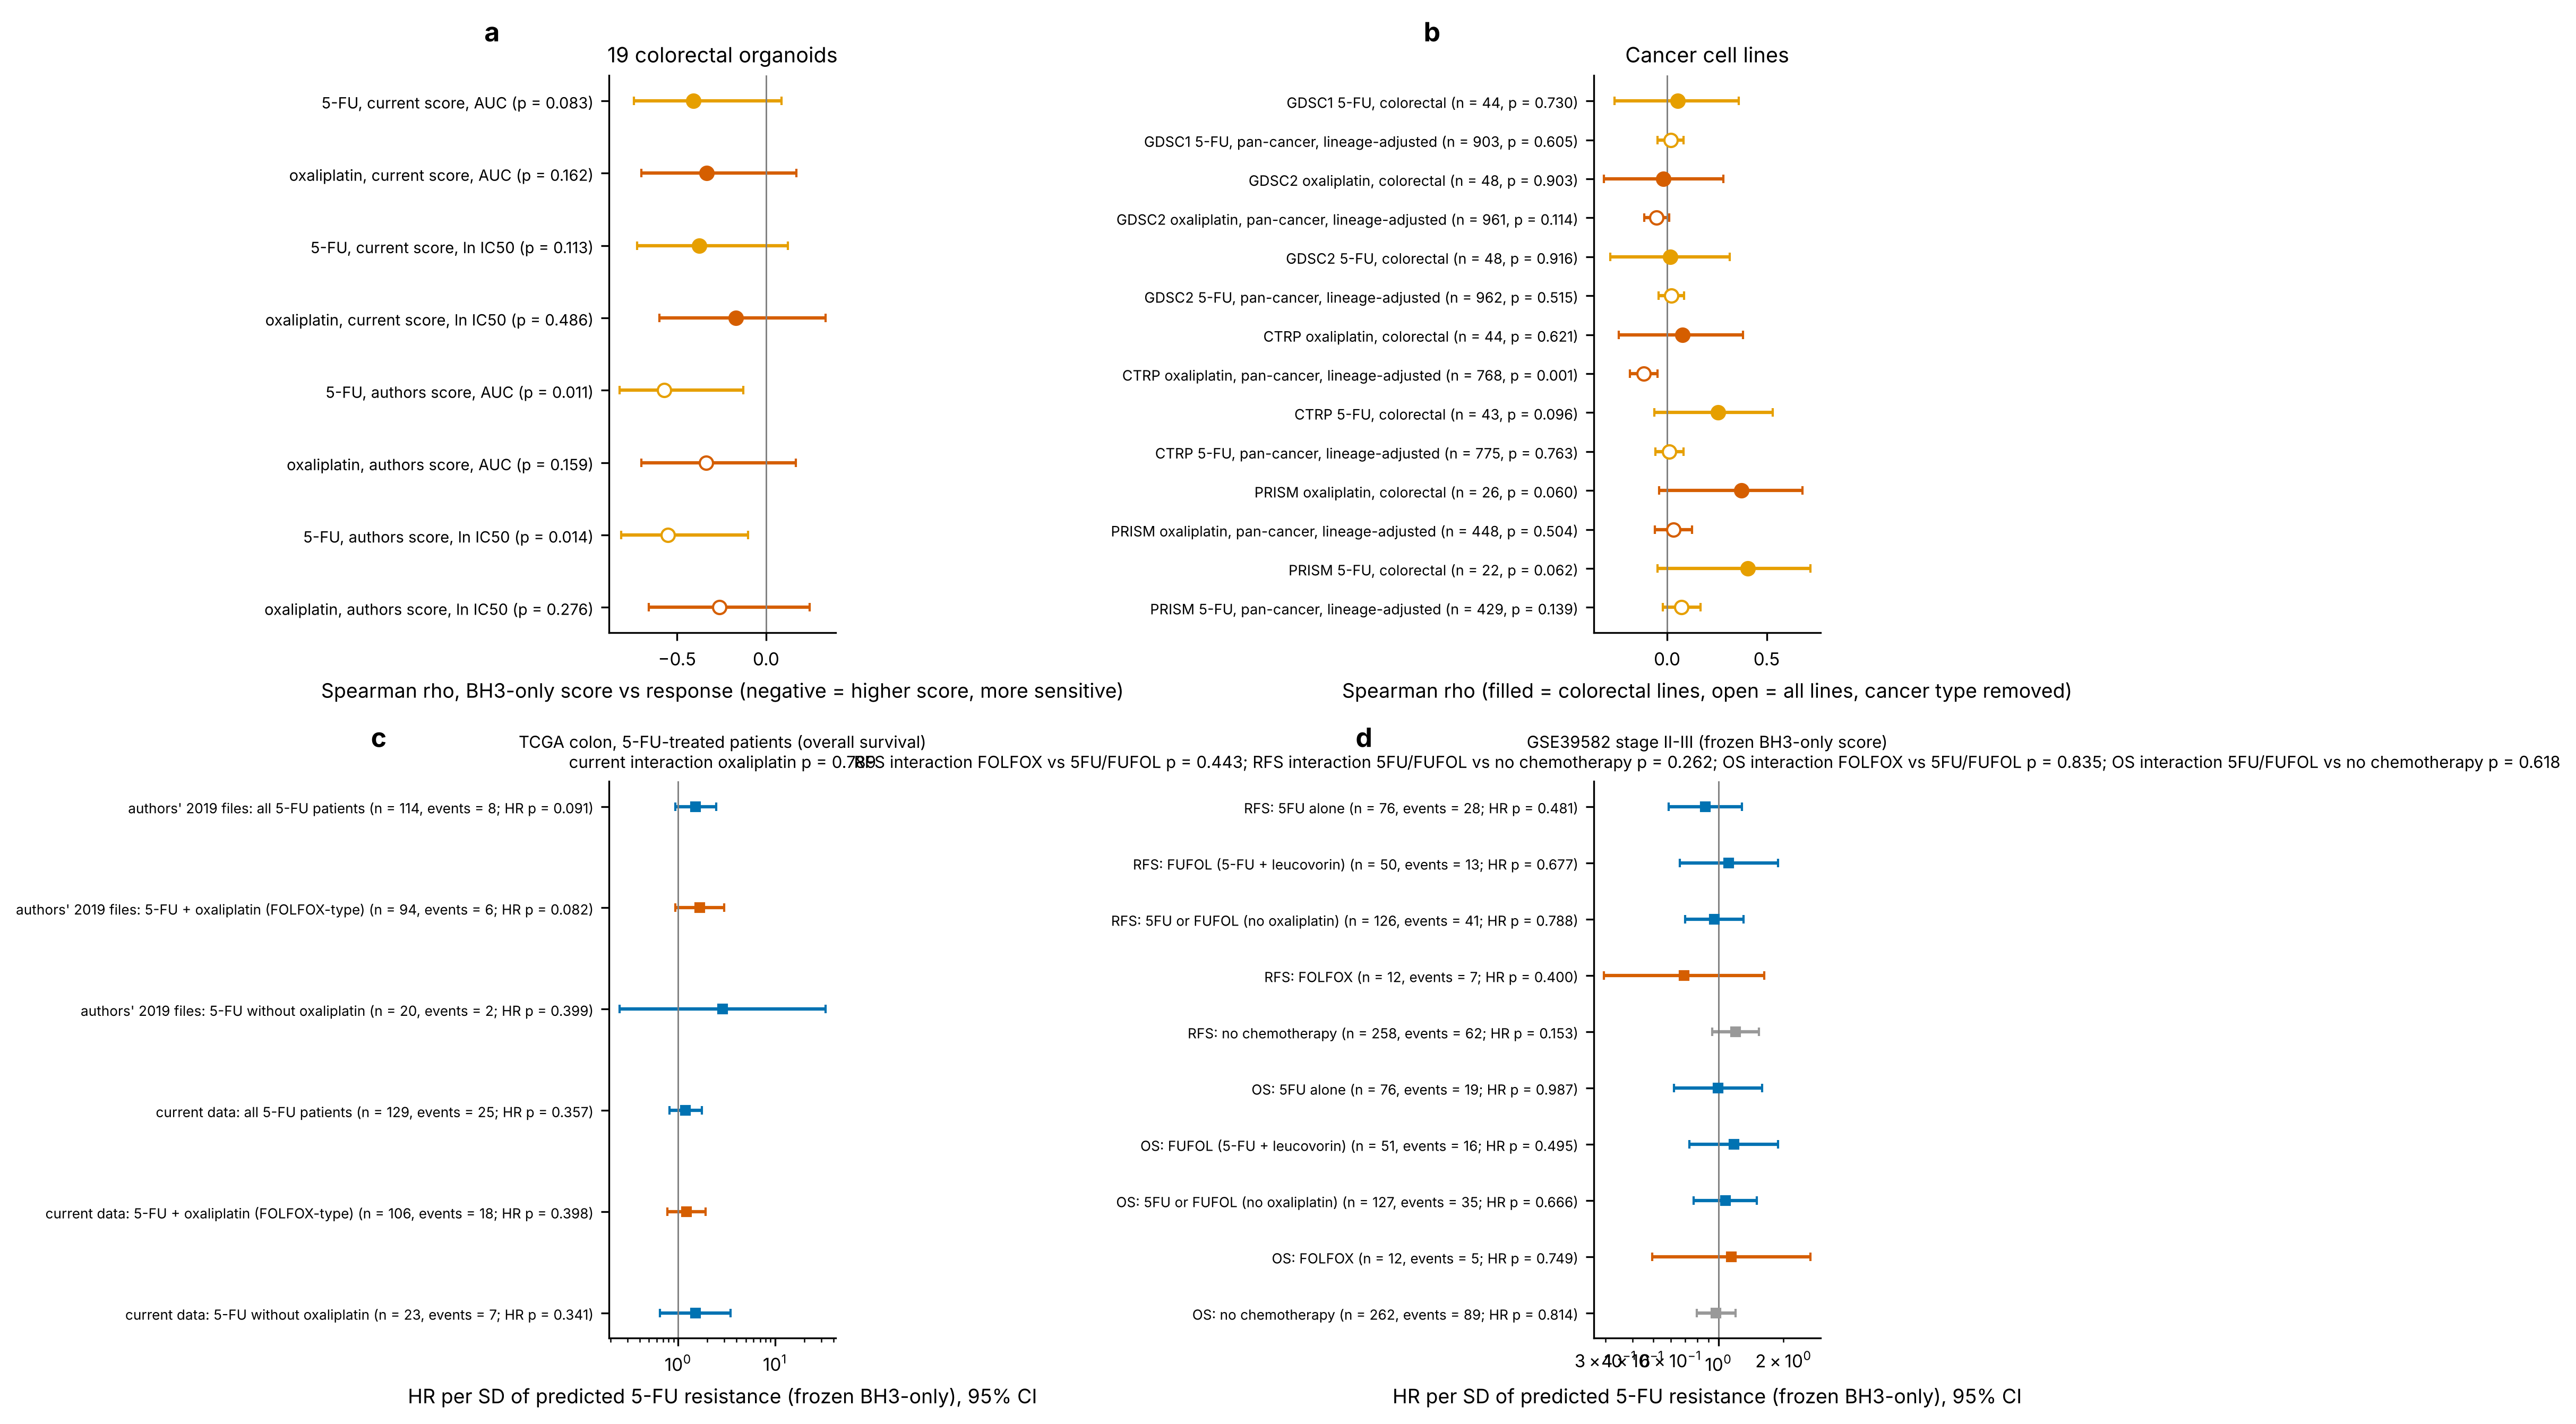 a
19 colorectal organoids
5-FU, current score, AUC (p = 0.083)
oxaliplatin, current score, AUC (p = 0.162)
5-FU, current score, ln IC50 (p = 0.113)
oxaliplatin, current score, ln IC50 (p = 0.486)
5-FU, authors score, AUC (p = 0.011)
oxaliplatin, authors score, AUC (p = 0.159)
5-FU, authors score, ln IC50 (p = 0.014)
oxaliplatin, authors score, ln IC50 (p = 0.276)
−0.5 0.0
Spearman rho, BH3-only score vs response (negative = higher score, more sensitive)
b
Cancer cell lines
GDSC1 5-FU, colorectal (n = 44, p = 0.730)
GDSC1 5-FU, pan-cancer, lineage-adjusted (n = 903, p = 0.605)
GDSC2 oxaliplatin, colorectal (n = 48, p = 0.903)
GDSC2 oxaliplatin, pan-cancer, lineage-adjusted (n = 961, p = 0.114)
GDSC2 5-FU, colorectal (n = 48, p = 0.916)
GDSC2 5-FU, pan-cancer, lineage-adjusted (n = 962, p = 0.515)
CTRP oxaliplatin, colorectal (n = 44, p = 0.621)
CTRP oxaliplatin, pan-cancer, lineage-adjusted (n = 768, p = 0.001)
CTRP 5-FU, colorectal (n = 43, p = 0.096)
CTRP 5-FU, pan-cancer, lineage-adjusted (n = 775, p = 0.763)
PRISM oxaliplatin, colorectal (n = 26, p = 0.060)
PRISM oxaliplatin, pan-cancer, lineage-adjusted (n = 448, p = 0.504)
PRISM 5-FU, colorectal (n = 22, p = 0.062)
PRISM 5-FU, pan-cancer, lineage-adjusted (n = 429, p = 0.139)
0.0 0.5
Spearman rho (filled = colorectal lines, open = all lines, cancer type removed)
c
TCGA colon, 5-FU-treated patients (overall survival)
current interaction oxaliplatin p =
authors' 2019 files: all 5-FU patients (n = 114, events = 8; HR p = 0.091)
authors' 2019 files: 5-FU + oxaliplatin (FOLFOX-type) (n = 94, events = 6; HR p = 0.082)
authors' 2019 files: 5-FU without oxaliplatin (n = 20, events = 2; HR p = 0.399)
current data: all 5-FU patients (n = 129, events = 25; HR p = 0.357)
current data: 5-FU + oxaliplatin (FOLFOX-type) (n = 106, events = 18; HR p = 0.398)
current data: 5-FU without oxaliplatin (n = 23, events = 7; HR p = 0.341)
10⁰ 10¹
HR per SD of predicted 5-FU resistance (frozen BH3-only), 95% CI
d
GSE39582 stage II-III (frozen BH3-only score)
RFS interaction FOLFOX vs 5FU/FUFOL p = 0.443; RFS interaction 5FU/FUFOL vs no chemotherapy p = 0.262; OS interaction FOLFOX vs 5FU/FUFOL p = 0.835; OS interaction 5FU/FUFOL vs no chemotherapy p = 0.618
RFS: 5FU alone (n = 76, events = 28; HR p = 0.481)
RFS: FUFOL (5-FU + leucovorin) (n = 50, events = 13; HR p = 0.677)
RFS: 5FU or FUFOL (no oxaliplatin) (n = 126, events = 41; HR p = 0.788)
RFS: FOLFOX (n = 12, events = 7; HR p = 0.400)
RFS: no chemotherapy (n = 258, events = 62; HR p = 0.153)
OS: 5FU alone (n = 76, events = 19; HR p = 0.987)
OS: FUFOL (5-FU + leucovorin) (n = 51, events = 16; HR p = 0.495)
OS: 5FU or FUFOL (no oxaliplatin) (n = 127, events = 35; HR p = 0.666)
OS: FOLFOX (n = 12, events = 5; HR p = 0.749)
OS: no chemotherapy (n = 262, events = 89; HR p = 0.814)
10⁰ 2 × 10⁰
HR per SD of predicted 5-FU resistance (frozen BH3-only), 95% CI